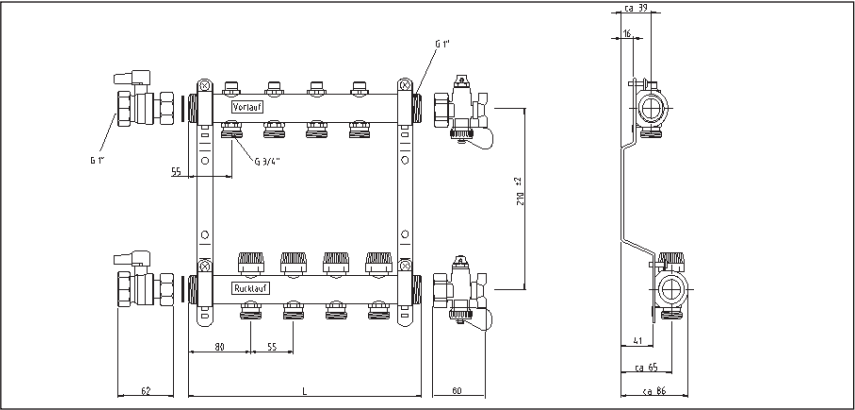 ca 39
16
G 1"
Vorlauf
G 1"
G 3/4"
55
210 ±2
Rücklauf
80
55
41
ca 65
62
L
60
ca 86